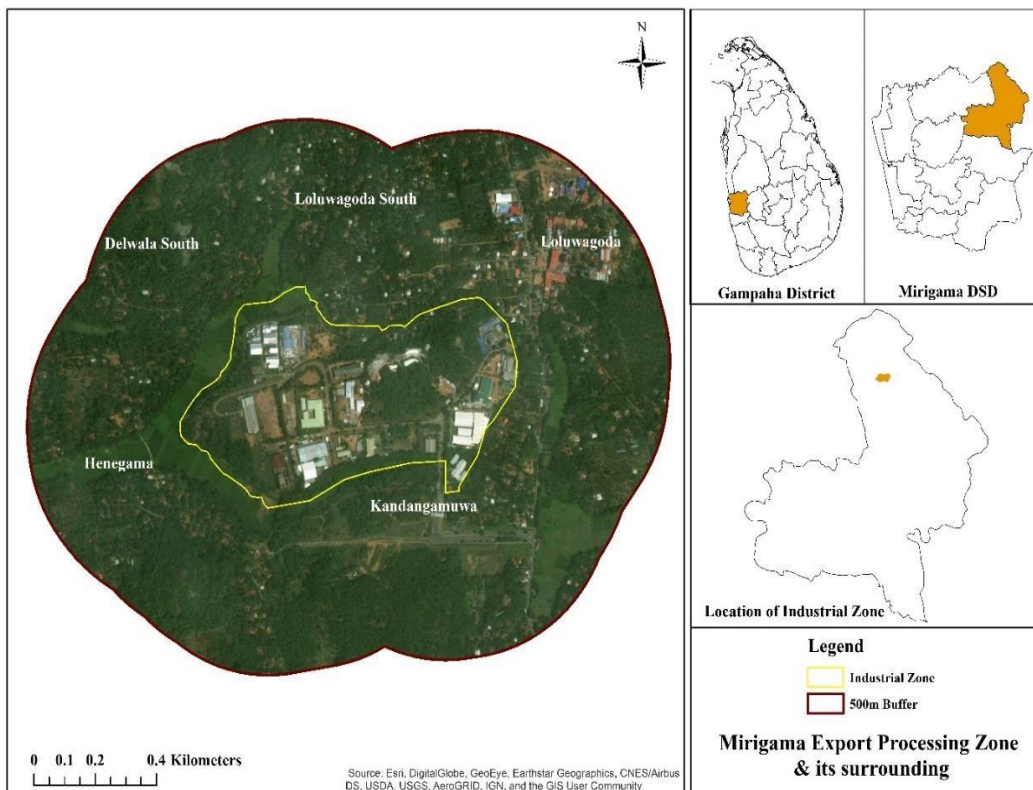 N
Loluwagoda South
Delwala South
Loluwagoda
Henegama
Kandangamuwa
0 0.1 0.2 0.4 Kilometers
Source: Esri, DigitalGlobe, GeoEye, Earthstar Geographics, CNES/Airbus
DS, USDA, USGS, AeroGRID, IGN, and the GIS User Community
Gampaha District
Mirigama DSD
Location of Industrial Zone
Legend
Industrial Zone
500m Buffer
Mirigama Export Processing Zone
& its surrounding